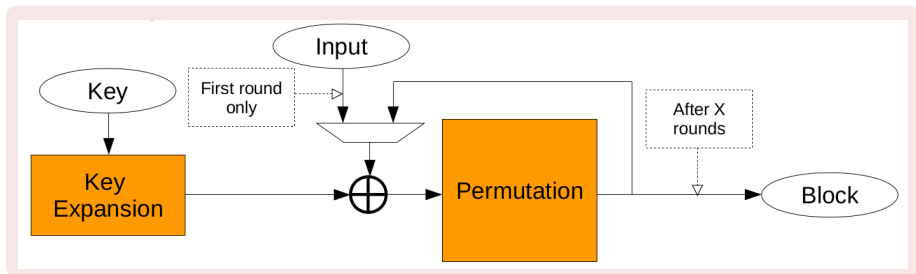 Input
First round
only
Key
After X
rounds
Key
Expansion
Permutation
Block